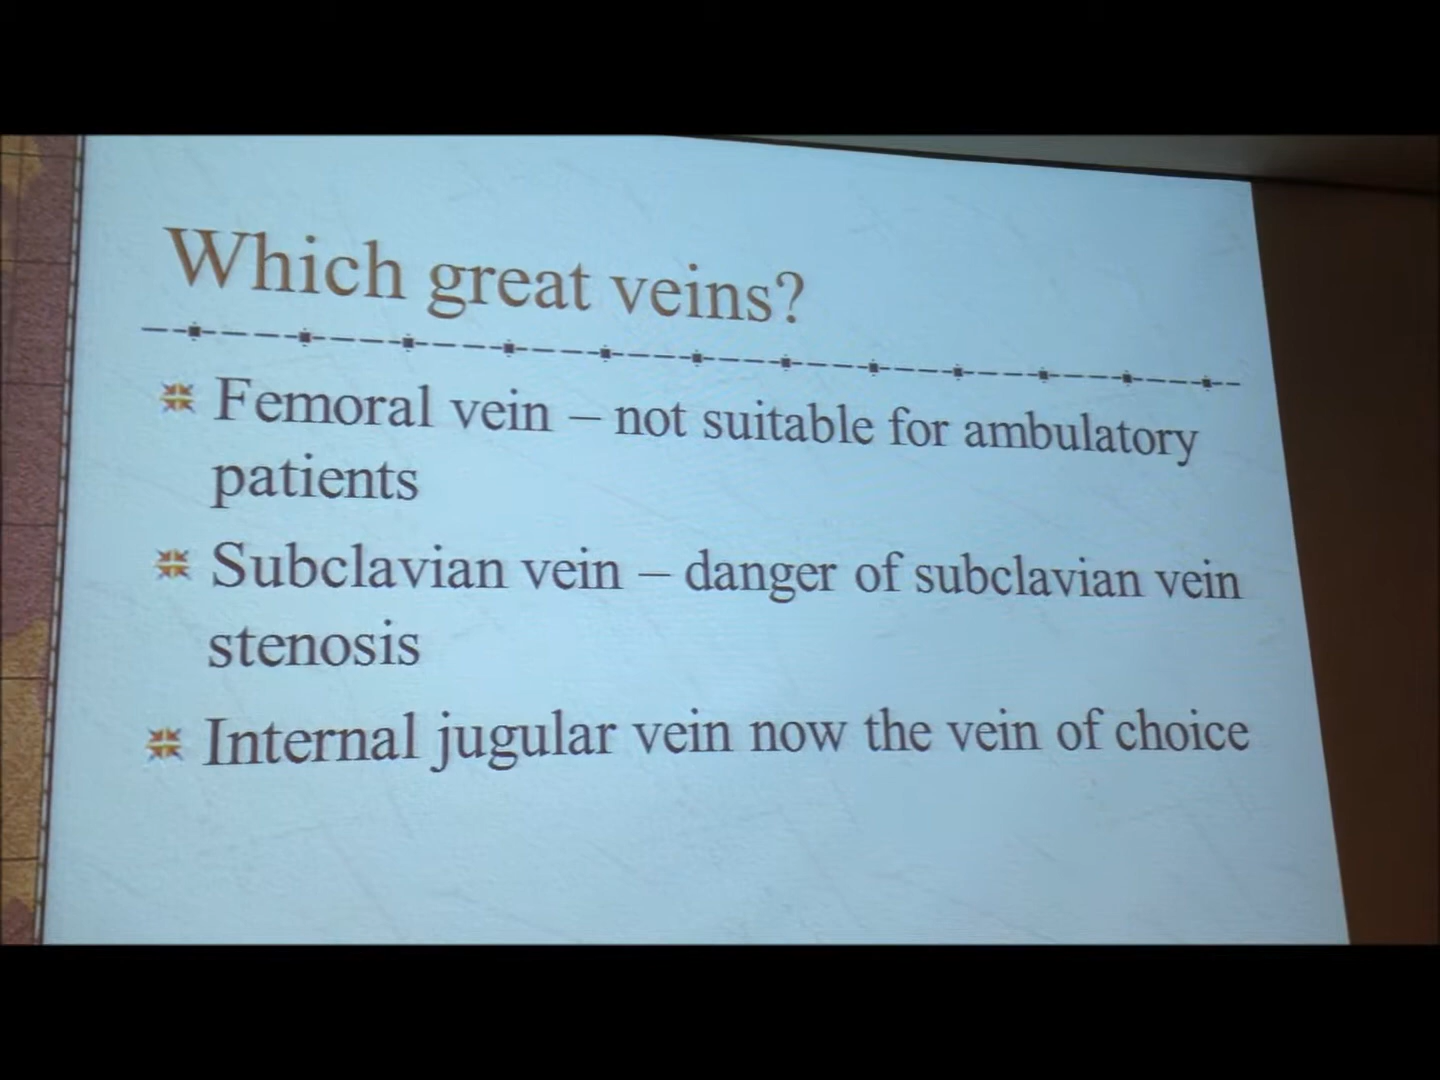 Which great veins?
Femoral vein – not suitable for ambulatory
patients
Subclavian vein – danger of subclavian vein
stenosis
Internal jugular vein now the vein of choice